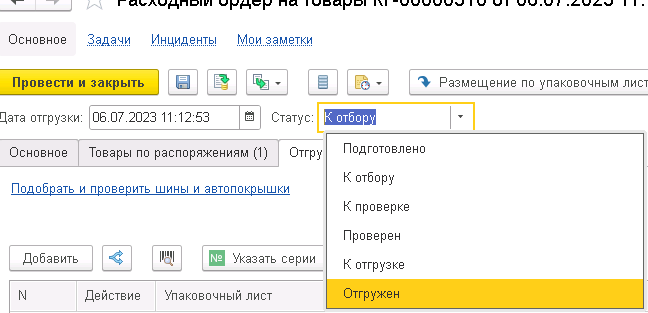 Расходный ордер на товары КГ-00006510 от 06.07.2023 11:
Основное Задачи Инциденты Мои заметки
Провести и закрыть Размещение по упаковочным лист
Дата отгрузки: 06.07.2023 11:12:53 Статус: К отбору
Основное Товары по распоряжениям (1) Отгру
Подготовлено
К отбору
К проверке
Проверен
К отгрузке
Отгружен
Подобрать и проверить шины и автопокрышки
Добавить № Указать серии
N Действие Упаковочный лист